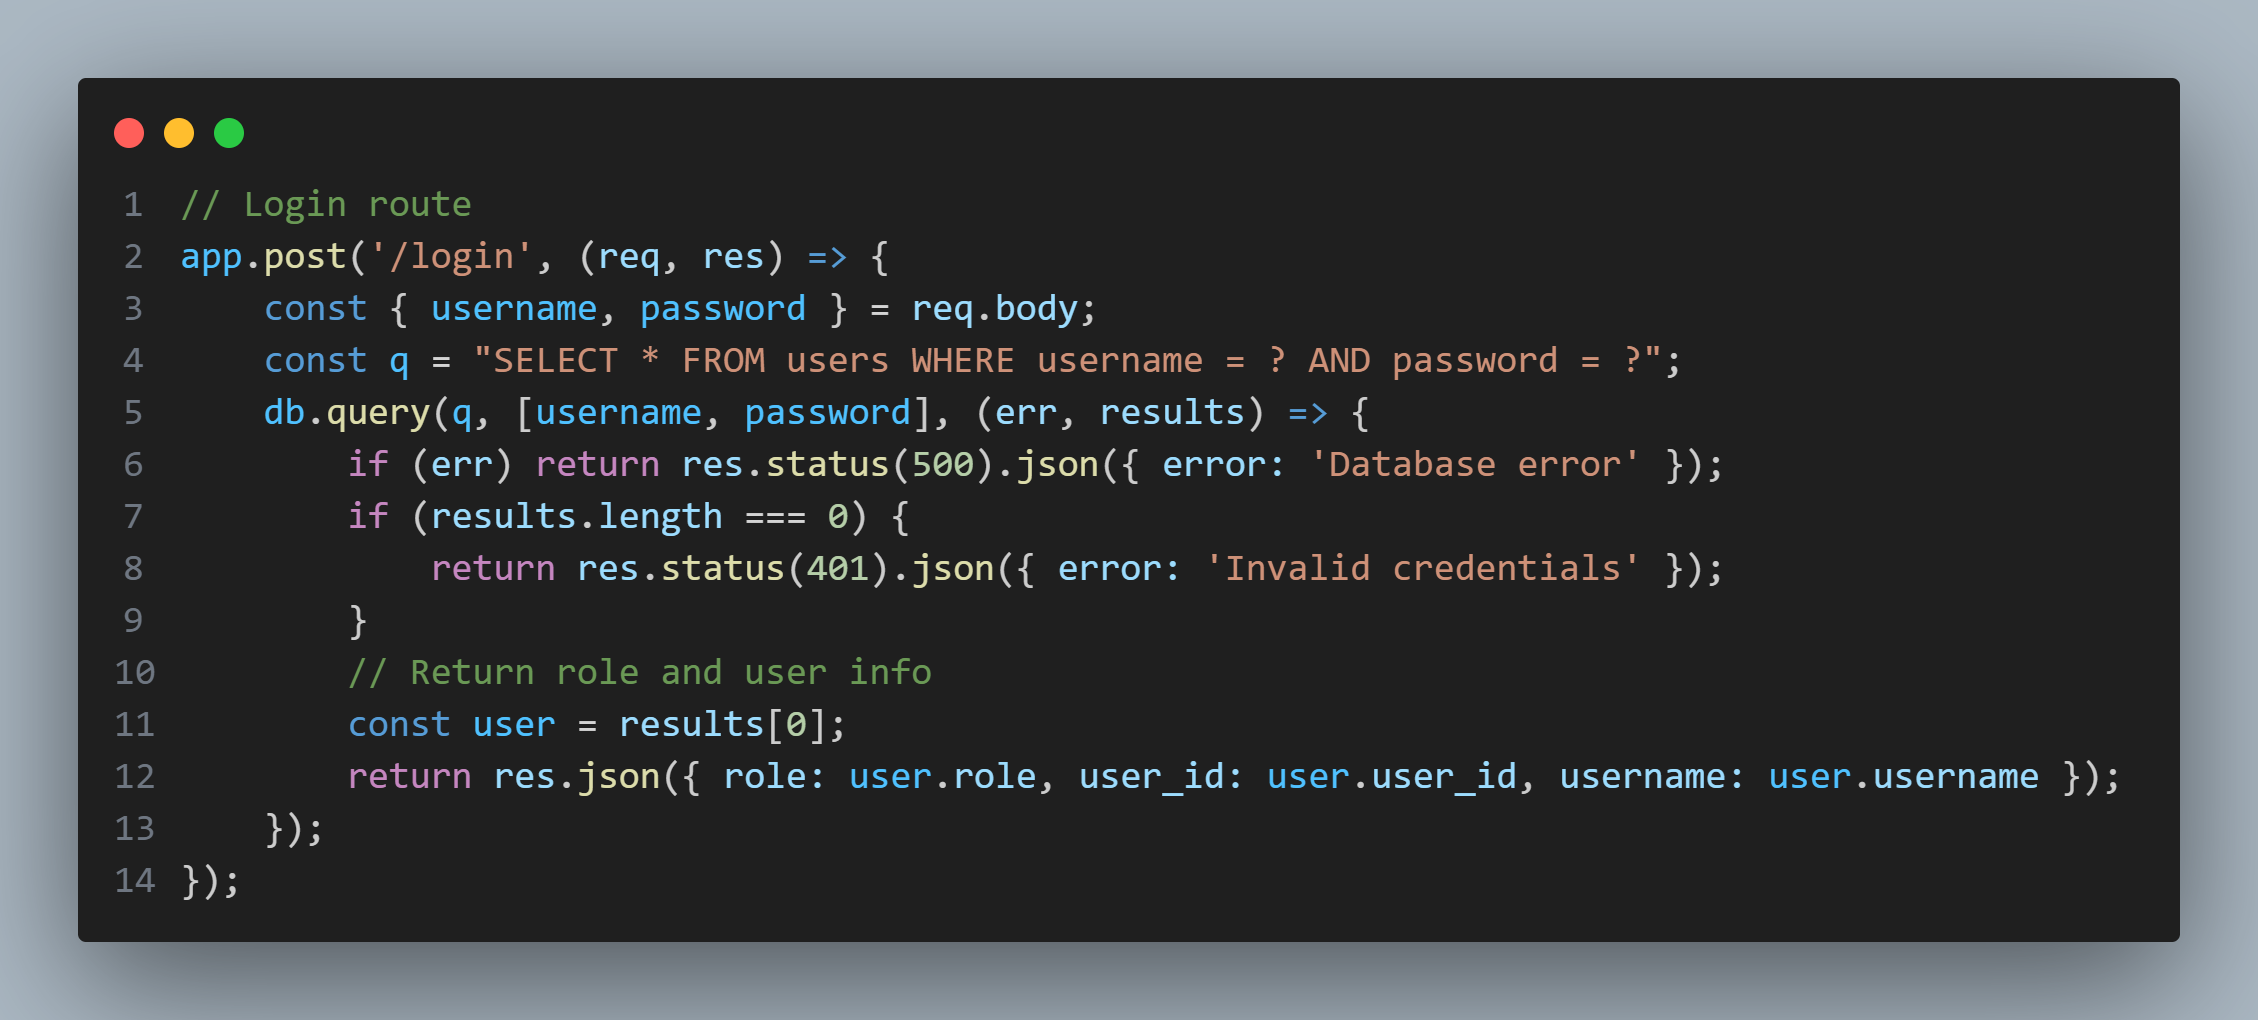 1 // Login route
2 app.post('/login', (req, res) => {
3     const { username, password } = req.body;
4     const q = "SELECT * FROM users WHERE username = ? AND password = ?";
5     db.query(q, [username, password], (err, results) => {
6         if (err) return res.status(500).json({ error: 'Database error' });
7         if (results.length === 0) {
8             return res.status(401).json({ error: 'Invalid credentials' });
9         }
10         // Return role and user info
11         const user = results[0];
12         return res.json({ role: user.role, user_id: user.user_id, username: user.username });
13     });
14 });